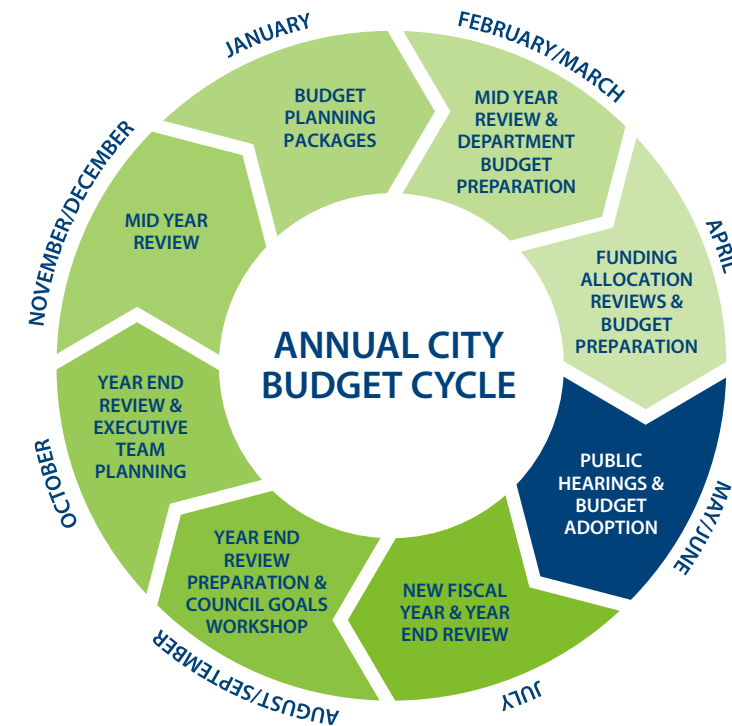 ANNUAL CITY
BUDGET CYCLE
JANUARY
BUDGET
PLANNING
PACKAGES
FEBRUARY/MARCH
MID YEAR
REVIEW &
DEPARTMENT
BUDGET
PREPARATION
APRIL
FUNDING
ALLOCATION
REVIEWS &
BUDGET
PREPARATION
MAY/JUNE
PUBLIC
HEARINGS &
BUDGET
ADOPTION
JULY
NEW FISCAL
YEAR & YEAR
END REVIEW
AUGUST/SEPTEMBER
YEAR END
REVIEW
PREPARATION &
COUNCIL GOALS
WORKSHOP
OCTOBER
YEAR END
REVIEW &
EXECUTIVE
TEAM
PLANNING
NOVEMBER/DECEMBER
MID YEAR
REVIEW